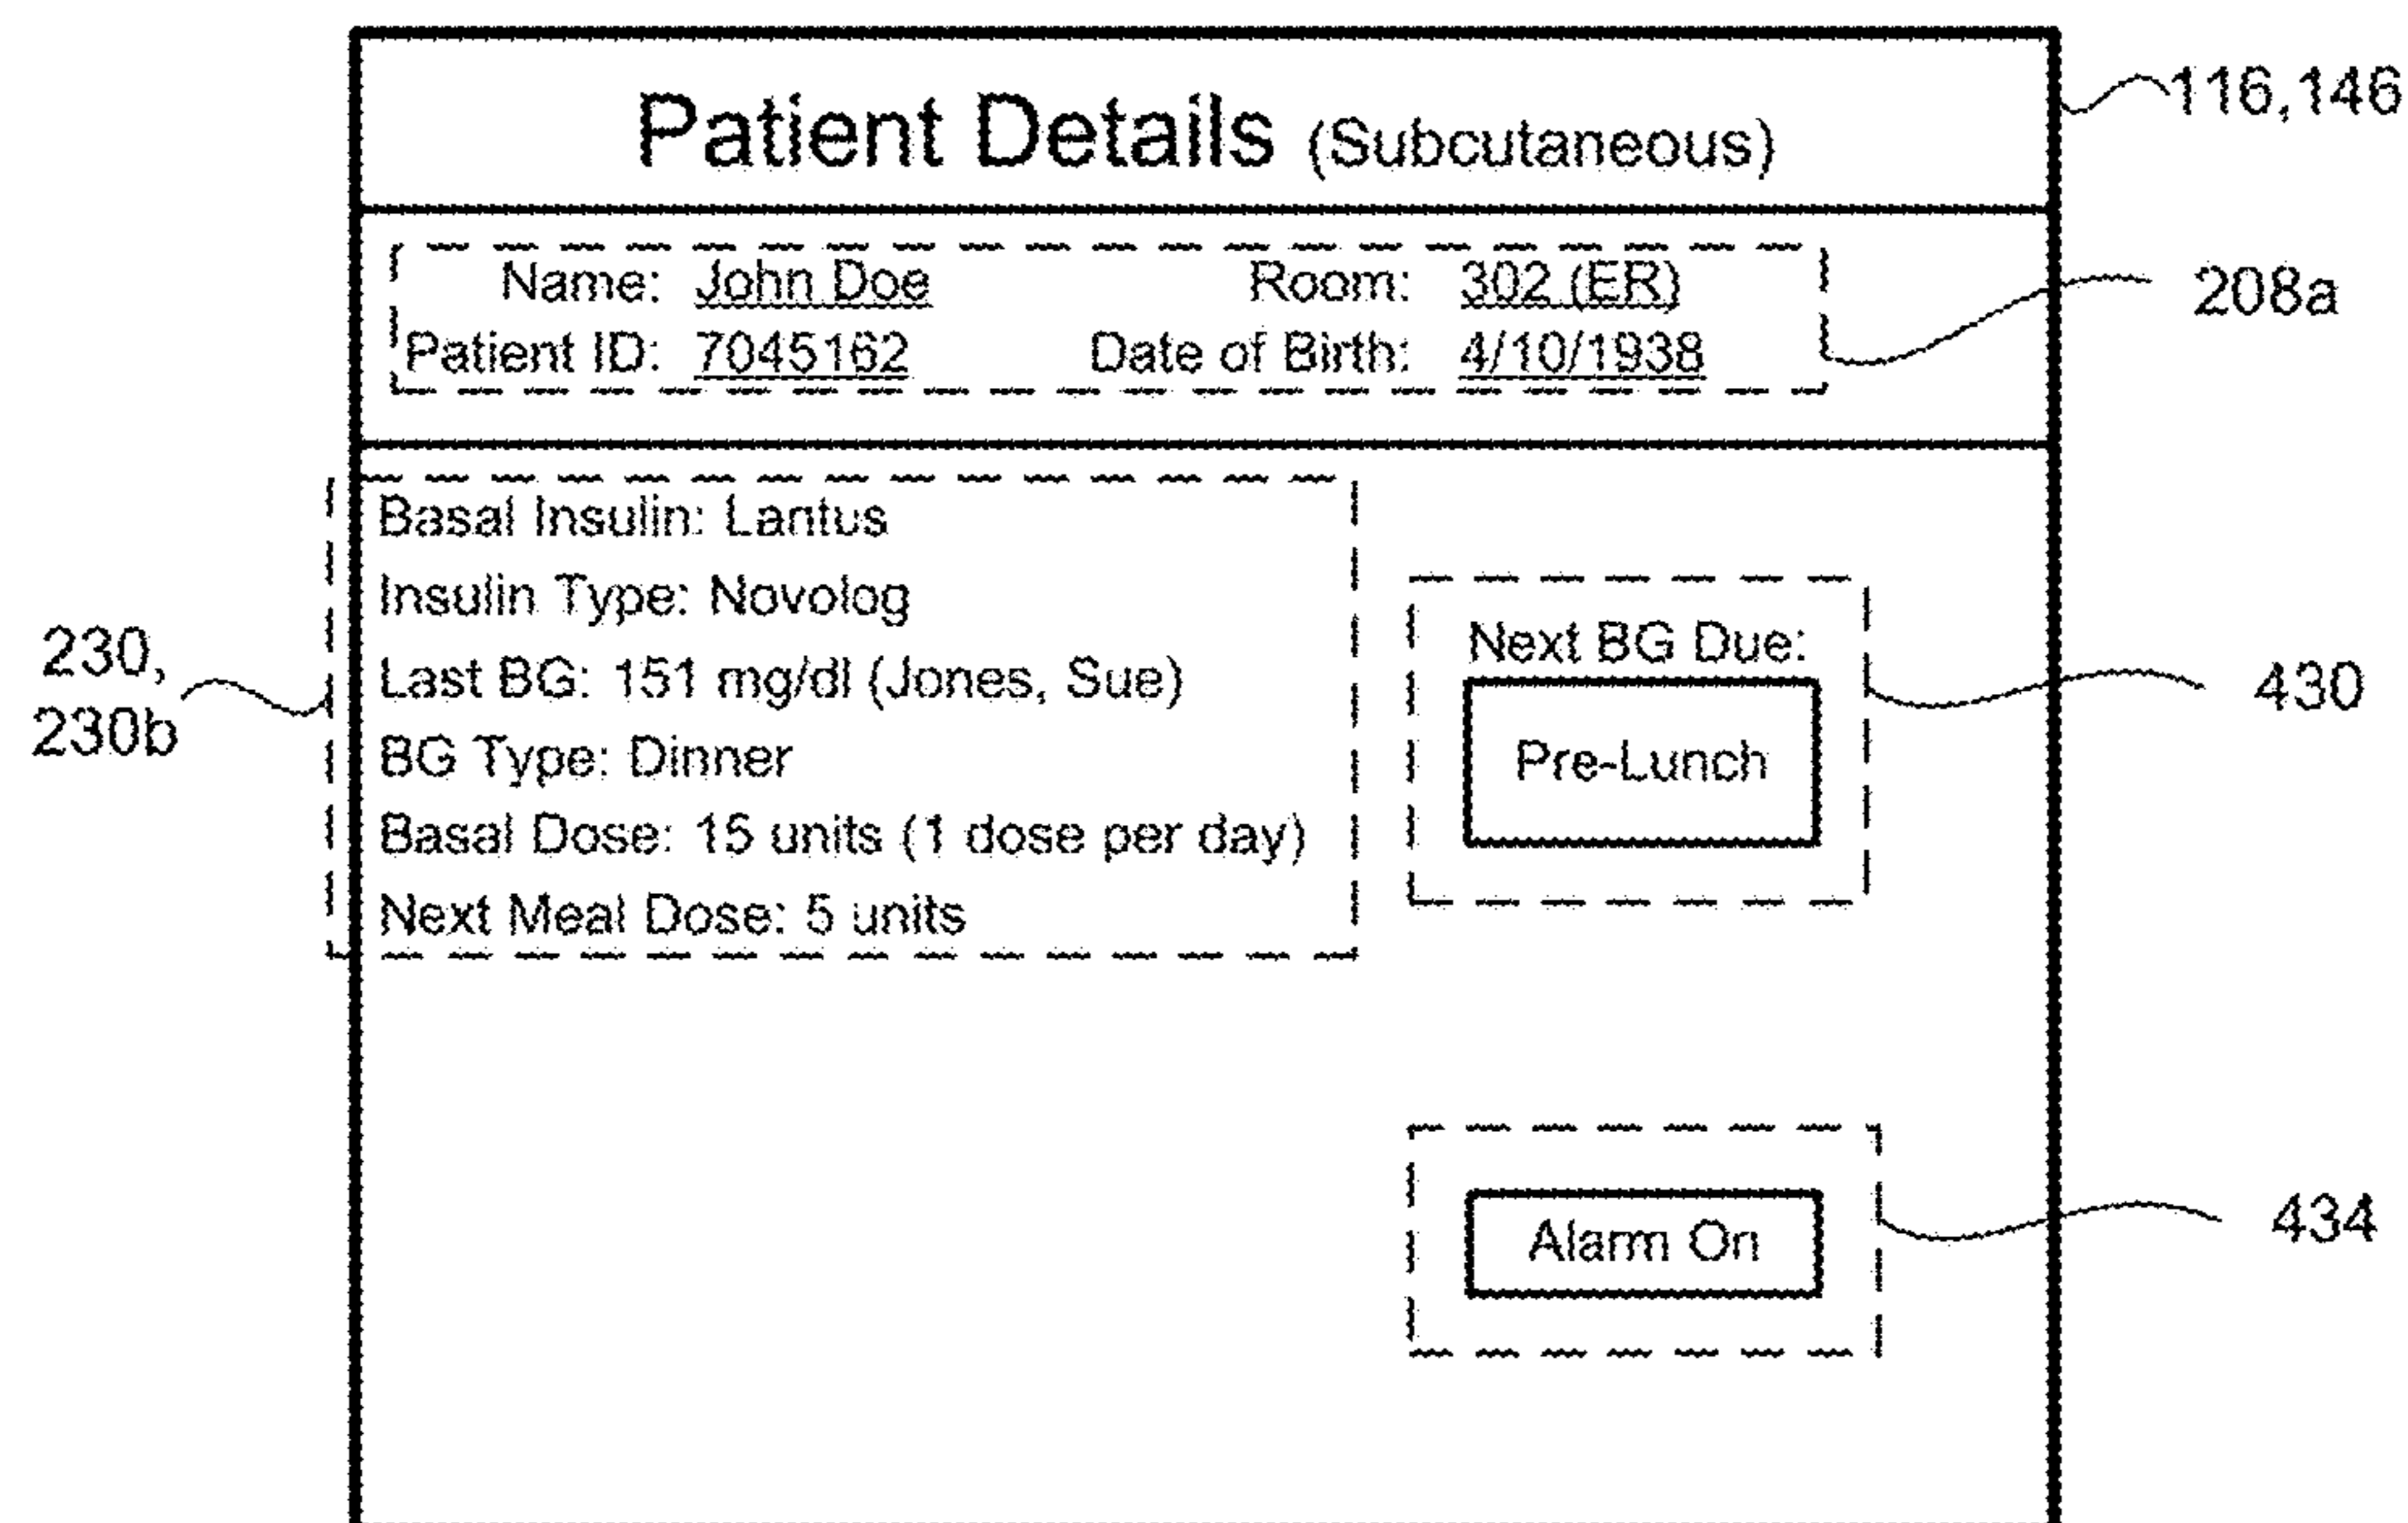 Patient Details (Subcutaneous)
116,146
Name: John Doe Room: 302 (ER)
Patient ID: 7045162 Date of Birth: 4/10/1938
208a
Basal Insulin: Lantus
Insulin Type: Novolog
Last BG: 151 mg/dl (Jones, Sue)
BG Type: Dinner
Basal Dose: 15 units (1 dose per day)
Next Meal Dose: 5 units
230,
230b
Next BG Due:
Pre-Lunch
430
Alarm On
434